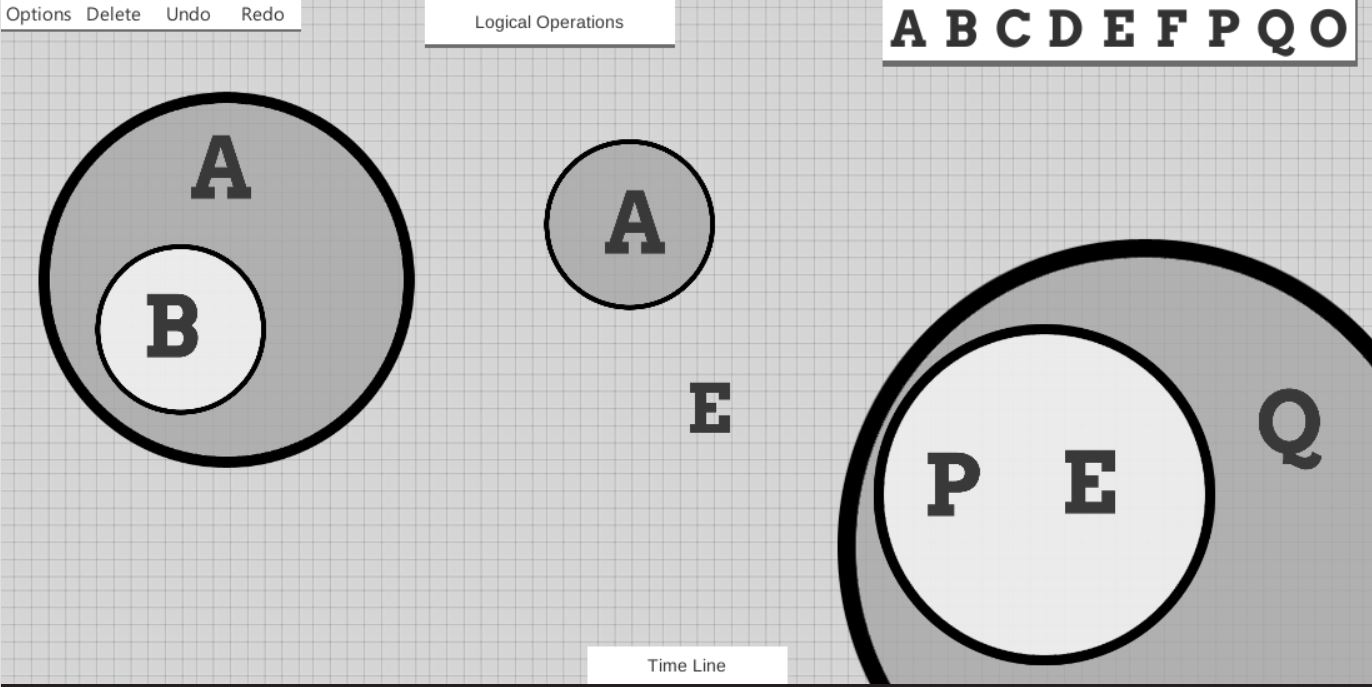 Options Delete Undo Redo
Logical Operations
A B C D E F P Q O
A
B
A
E
Q
P E
Time Line